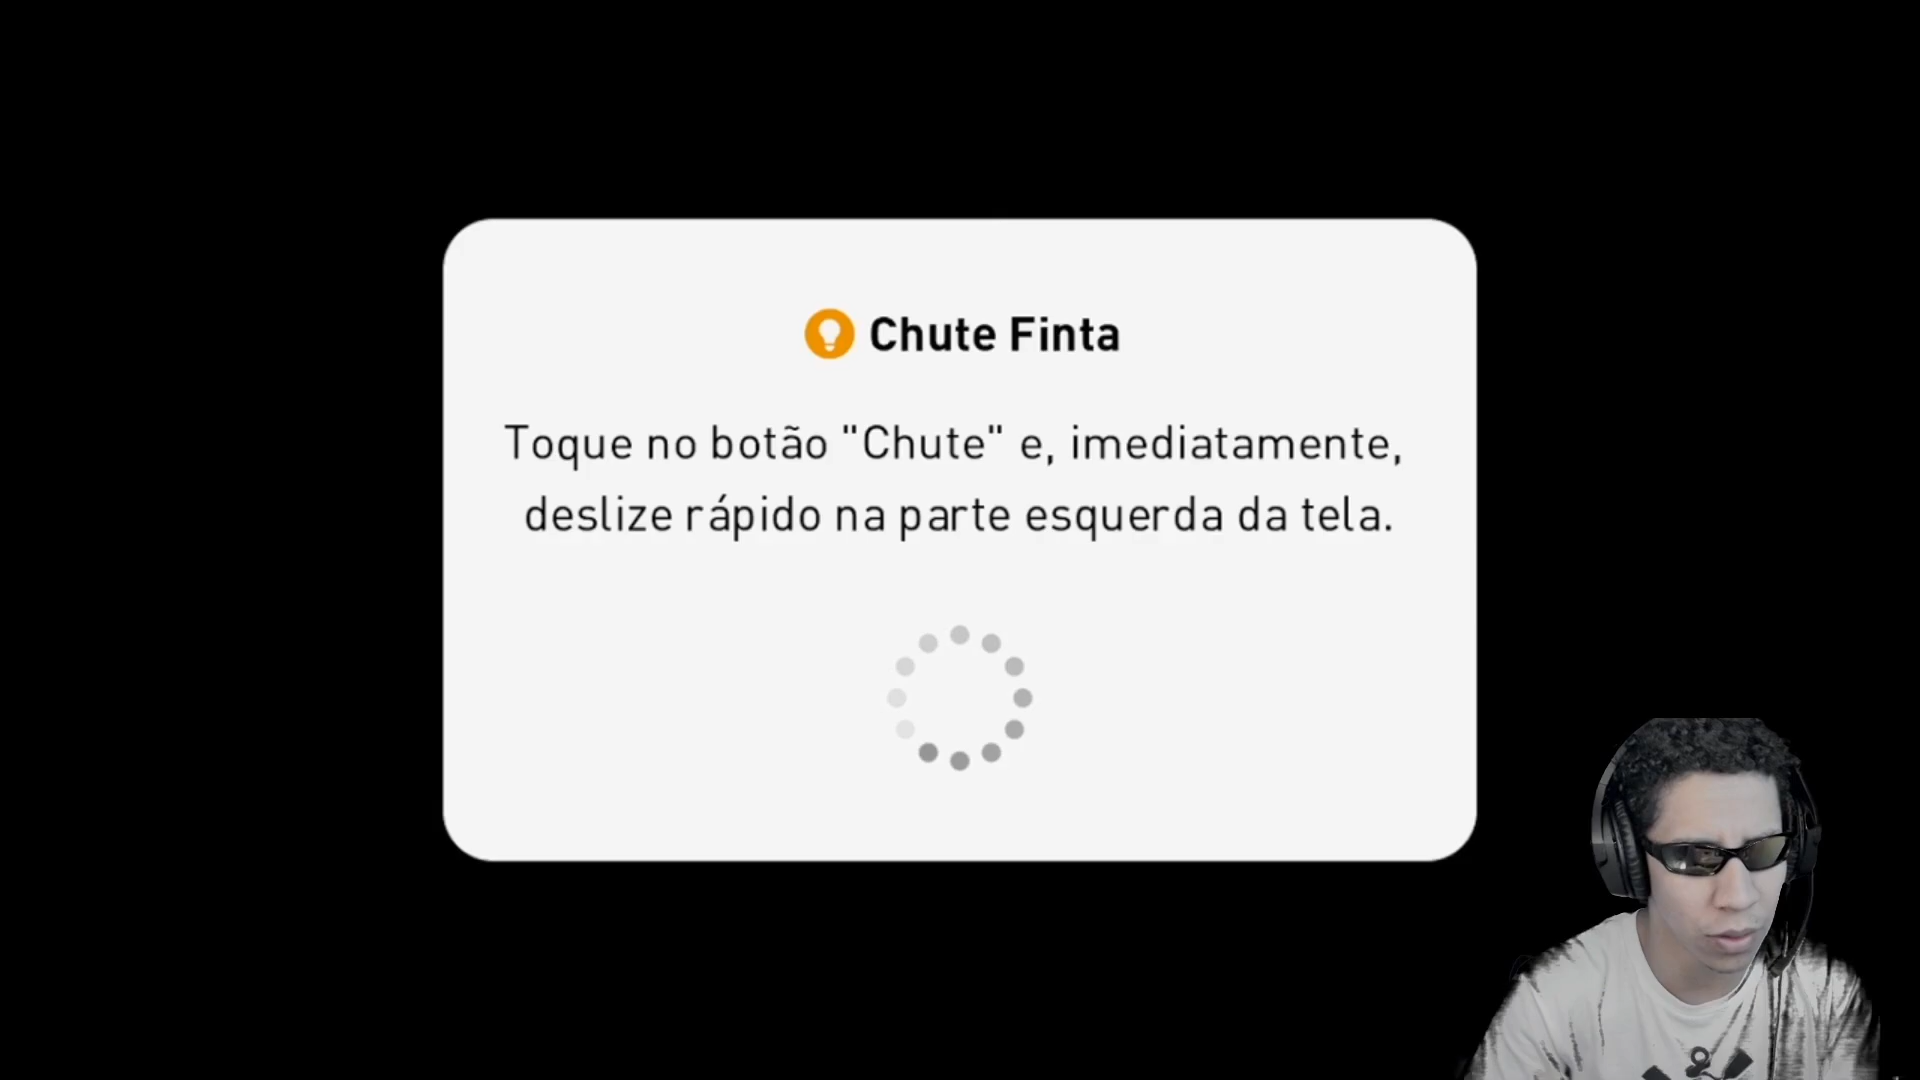 Chute Finta
Toque no botão "Chute" e, imediatamente,
deslize rápido na parte esquerda da tela.